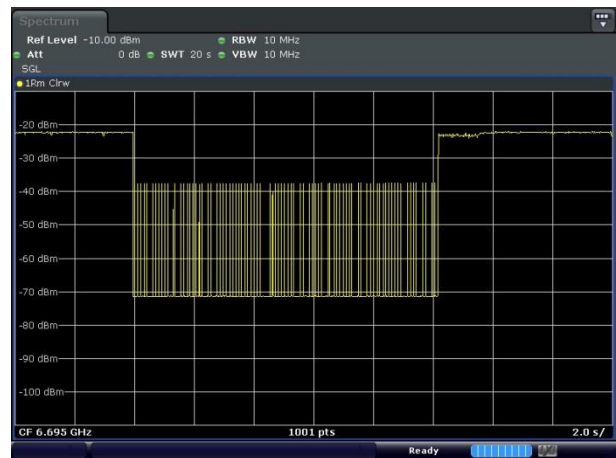 Spectrum
Ref Level -10.00 dBm RBW 10 MHz
Att 0 dB SWT 20 s VBW 10 MHz
SGL
1Rm Clrw
-20 dBm
-30 dBm
-40 dBm
-50 dBm
-60 dBm
-70 dBm
-80 dBm
-90 dBm
-100 dBm
CF 6.695 GHz 1001 pts 2.0 s/
Ready